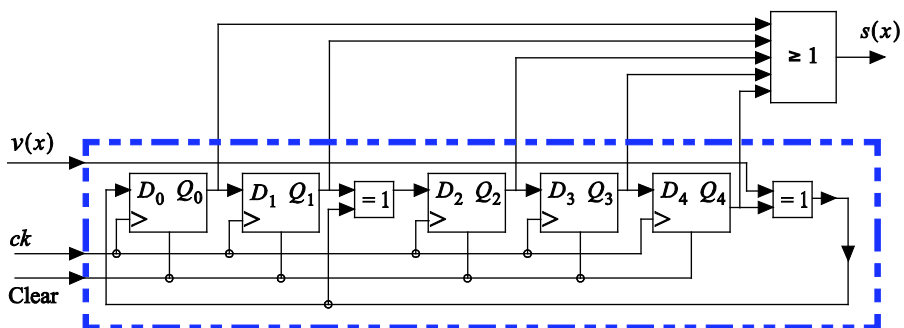 s(x)
≥ 1
v(x)
D₀ Q₀ D₁ Q₁ = 1 D₂ Q₂ D₃ Q₃ D₄ Q₄ = 1
ck
Clear